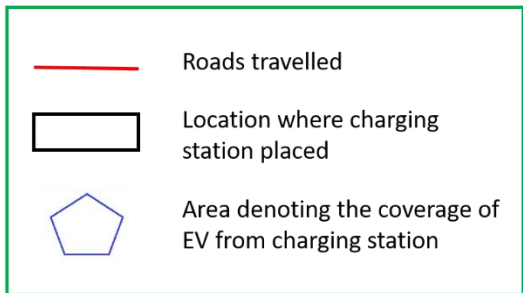 Roads travelled
Location where charging
station placed
Area denoting the coverage of
EV from charging station